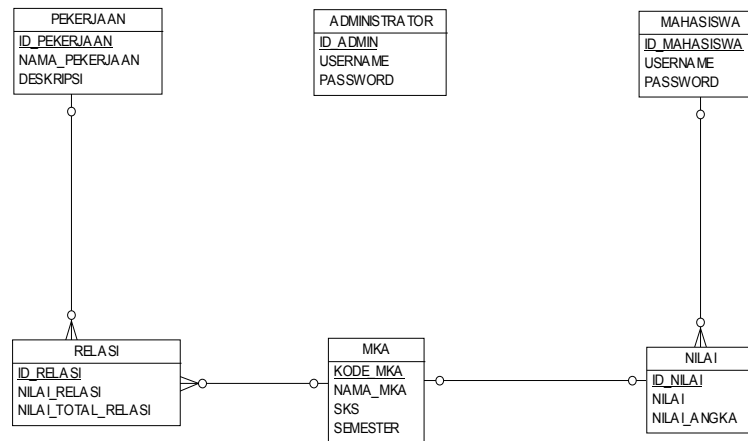 PEKERJAAN
ID_PEKERJAAN
NAMA_PEKERJAAN
DESKRIPSI
ADMINISTRATOR
ID_ADMIN
USERNAME
PASSWORD
MAHASISWA
ID_MAHASISWA
USERNAME
PASSWORD
RELASI
ID_RELASI
NILAI_RELASI
NILAI_TOTAL_RELASI
MKA
KODE_MKA
NAMA_MKA
SKS
SEMESTER
NILAI
ID_NILAI
NILAI
NILAI_ANGKA